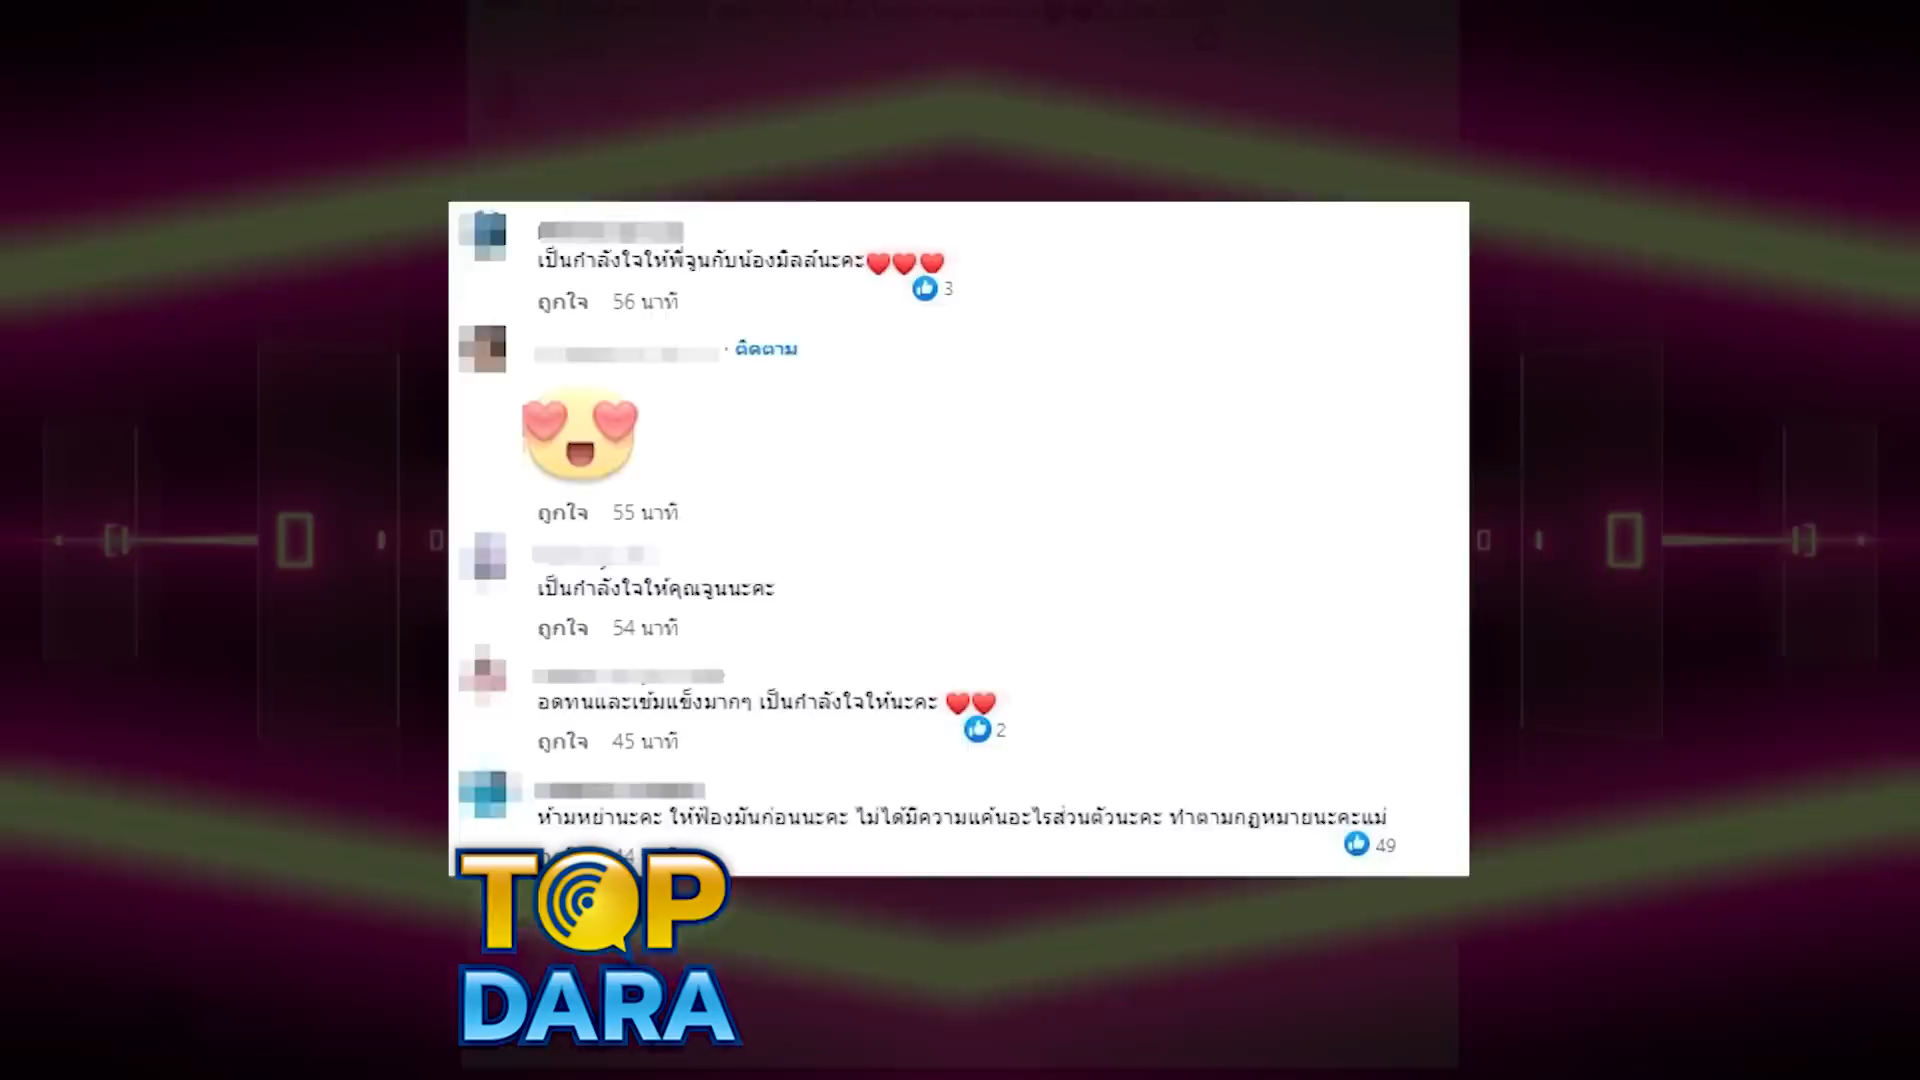 เป็นกำลังใจให้พี่จูนกับน้องมิลล์นะคะ
3
ถูกใจ 56 นาที
· ติดตาม
ถูกใจ 55 นาที
เป็นกำลังใจให้คุณจูนนะคะ
ถูกใจ 54 นาที
อดทนและเข้มแข็งมากๆ เป็นกำลังใจให้นะคะ
2
ถูกใจ 45 นาที
ห้ามหย่านะคะ ให้ฟ้องมันก่อนนะคะ ไม่ได้มีความแค้นอะไรส่วนตัวนะคะ ทำตามกฎหมายนะคะแม่
49
TOP
DARA